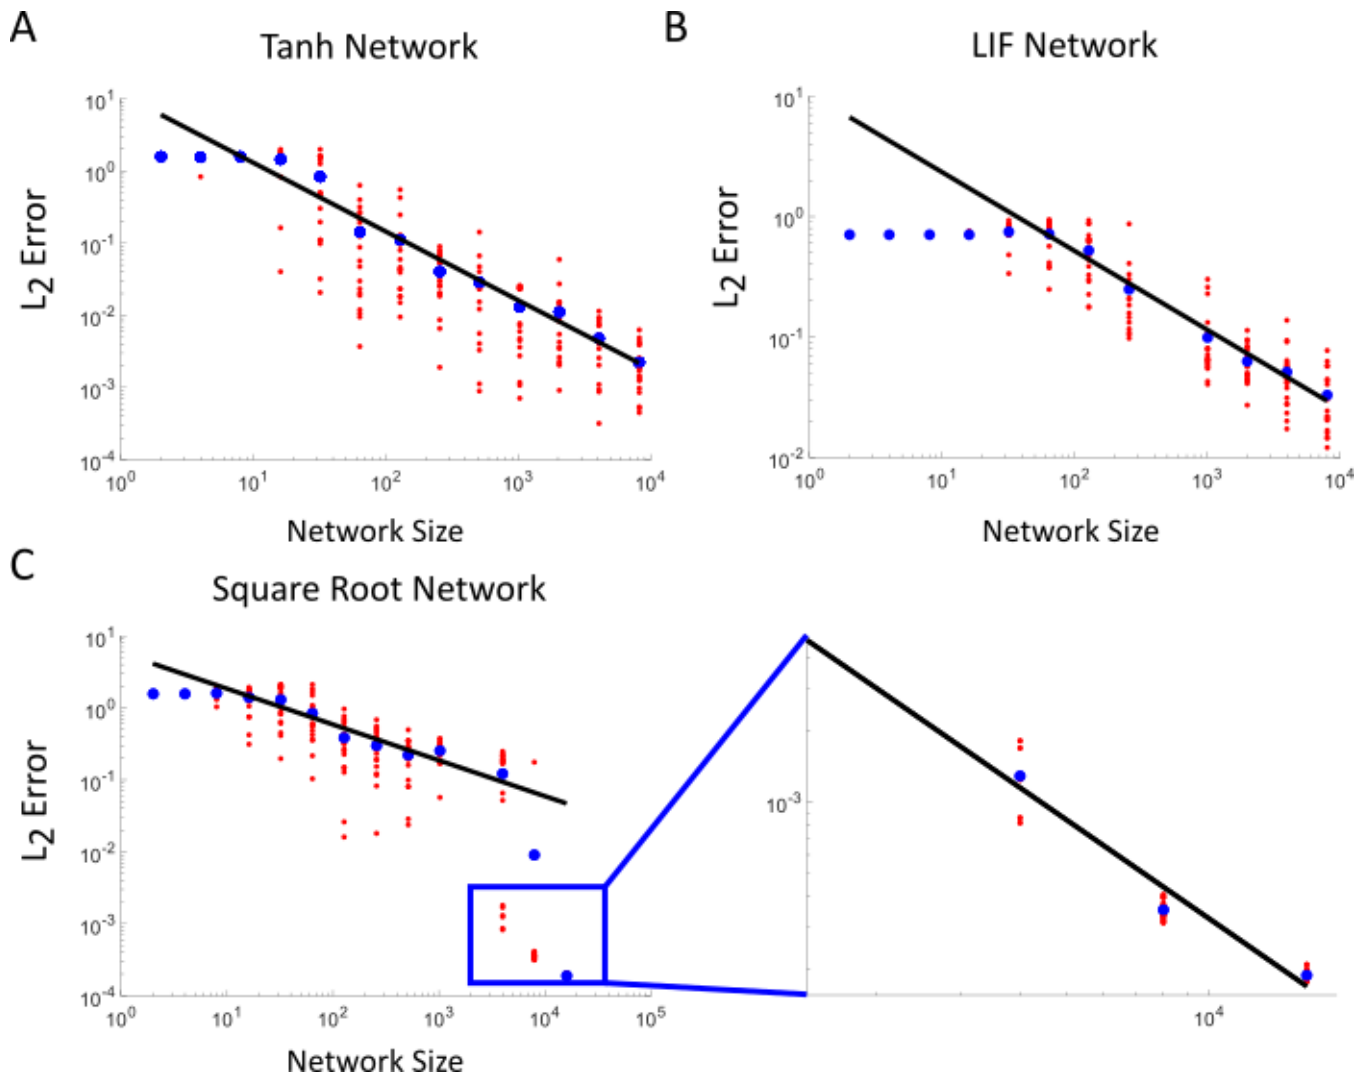 A
Tanh Network
L2 Error
10^1
10^0
10^-1
10^-2
10^-3
10^-4
10^0 10^1 10^2 10^3 10^4
Network Size
B
LIF Network
L2 Error
10^1
10^0
10^-1
10^-2
10^0 10^1 10^2 10^3 10^4
Network Size
C
Square Root Network
L2 Error
10^1
10^0
10^-1
10^-2
10^-3
10^-4
10^0 10^1 10^2 10^3 10^4 10^5
Network Size
10^-3
10^4